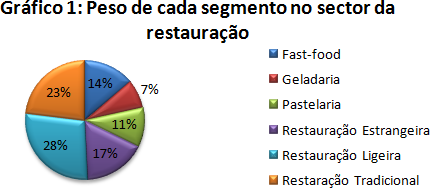 Gráfico 1: Peso de cada segmento no sector da
restauração
14%
7%
11%
17%
28%
23%
Fast-food
Geladaria
Pastelaria
Restauração Estrangeira
Restauração Ligeira
Restaração Tradicional